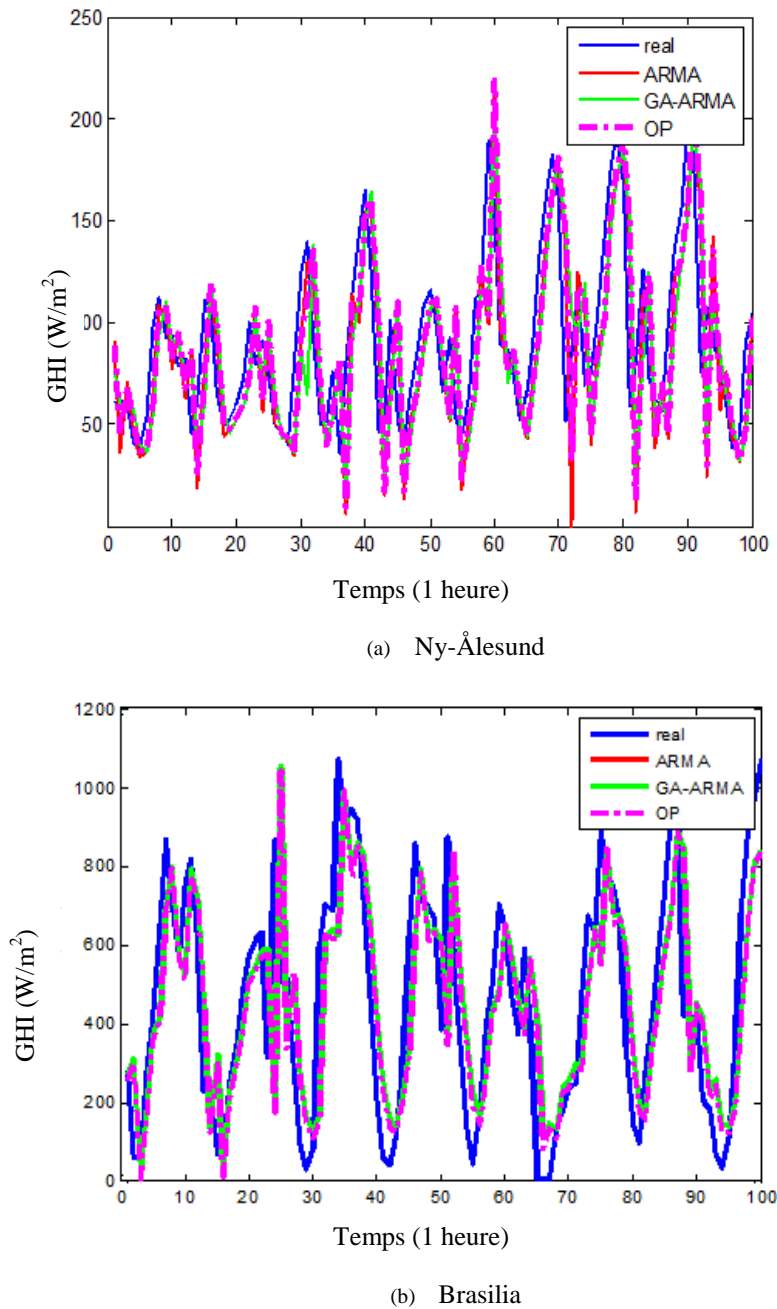 250
200
150
100
50
GHI (W/m²)
real
ARMA
GA-ARMA
OP
0 10 20 30 40 50 60 70 80 90 100
Temps (1 heure)
(a) Ny-Ålesund
1200
1000
800
600
400
200
0
GHI (W/m²)
real
ARMA
GA-ARMA
OP
0 10 20 30 40 50 60 70 80 90 100
Temps (1 heure)
(b) Brasilia